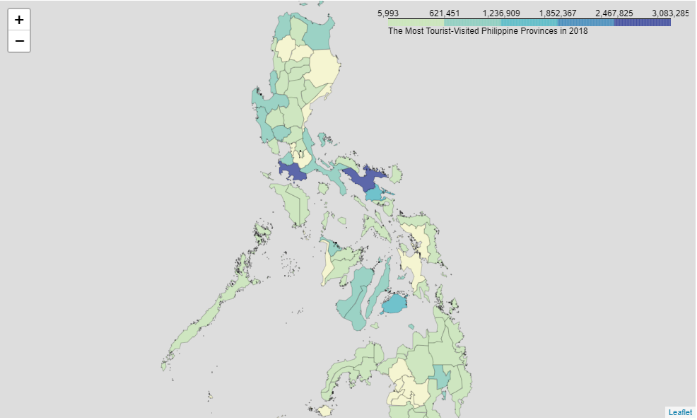 +
5,993 621,451 1,236,909 1,852,367 2,467,825 3,083,285
The Most Tourist-Visited Philippine Provinces in 2018
−
Leaflet